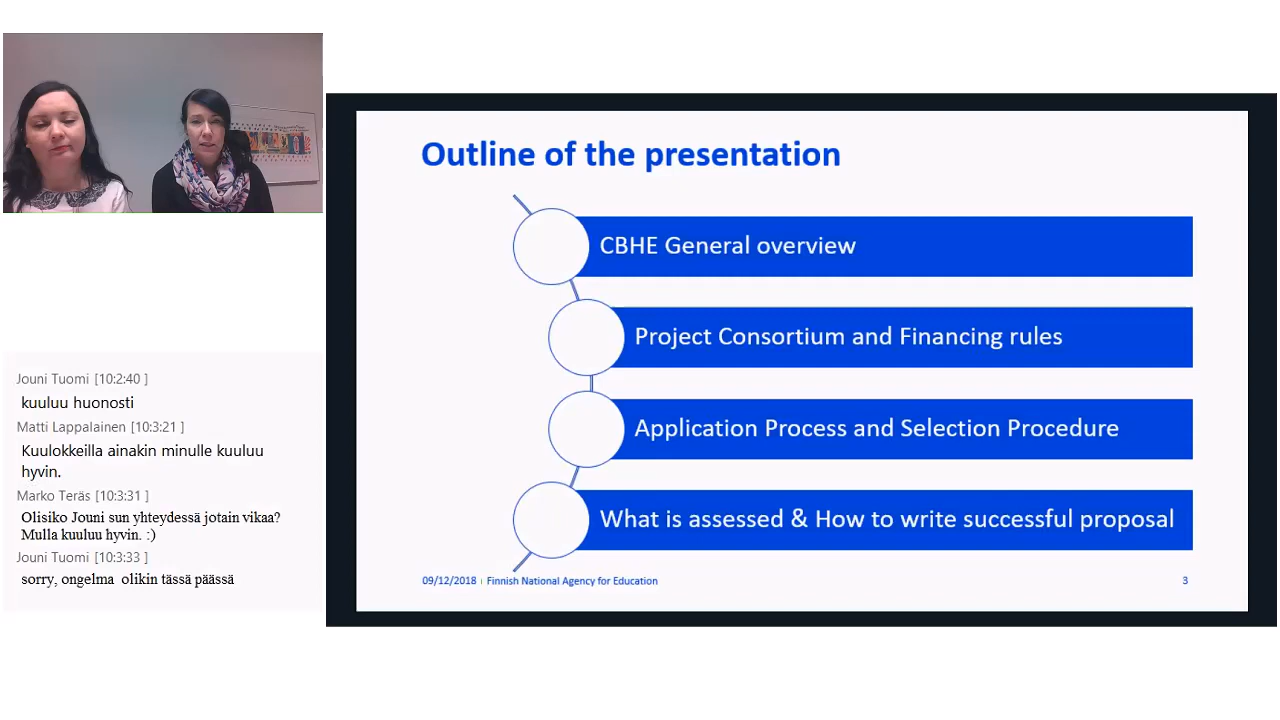 Jouni Tuomi [10:2:40 ]
kuuluu huonosti
Matti Lappalainen [10:3:21 ]
Kuulokkeilla ainakin minulle kuuluu
hyvin.
Marko Teräs [10:3:31 ]
Olisiko Jouni sun yhteydessä jotain vikaa?
Mulla kuuluu hyvin. :)
Jouni Tuomi [10:3:33 ]
sorry, ongelma olikin tässä päässä
Outline of the presentation
CBHE General overview
Project Consortium and Financing rules
Application Process and Selection Procedure
What is assessed & How to write successful proposal
09/12/2018 | Finnish National Agency for Education
3